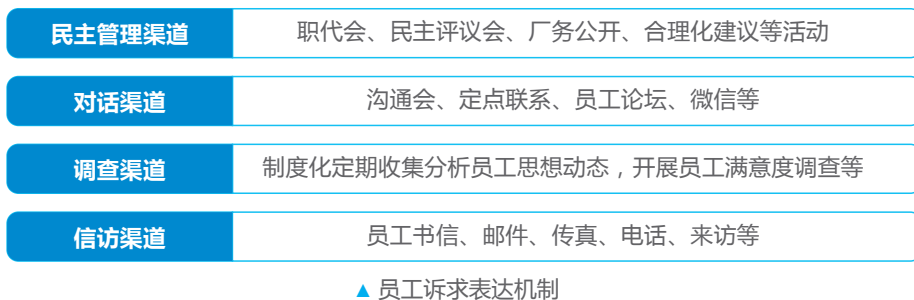 民主管理渠道 职代会、民主评议会、厂务公开、合理化建议等活动
对话渠道 沟通会、定点联系、员工论坛、微信等
调查渠道 制度化定期收集分析员工思想动态，开展员工满意度调查等
信访渠道 员工书信、邮件、传真、电话、来访等
▲ 员工诉求表达机制